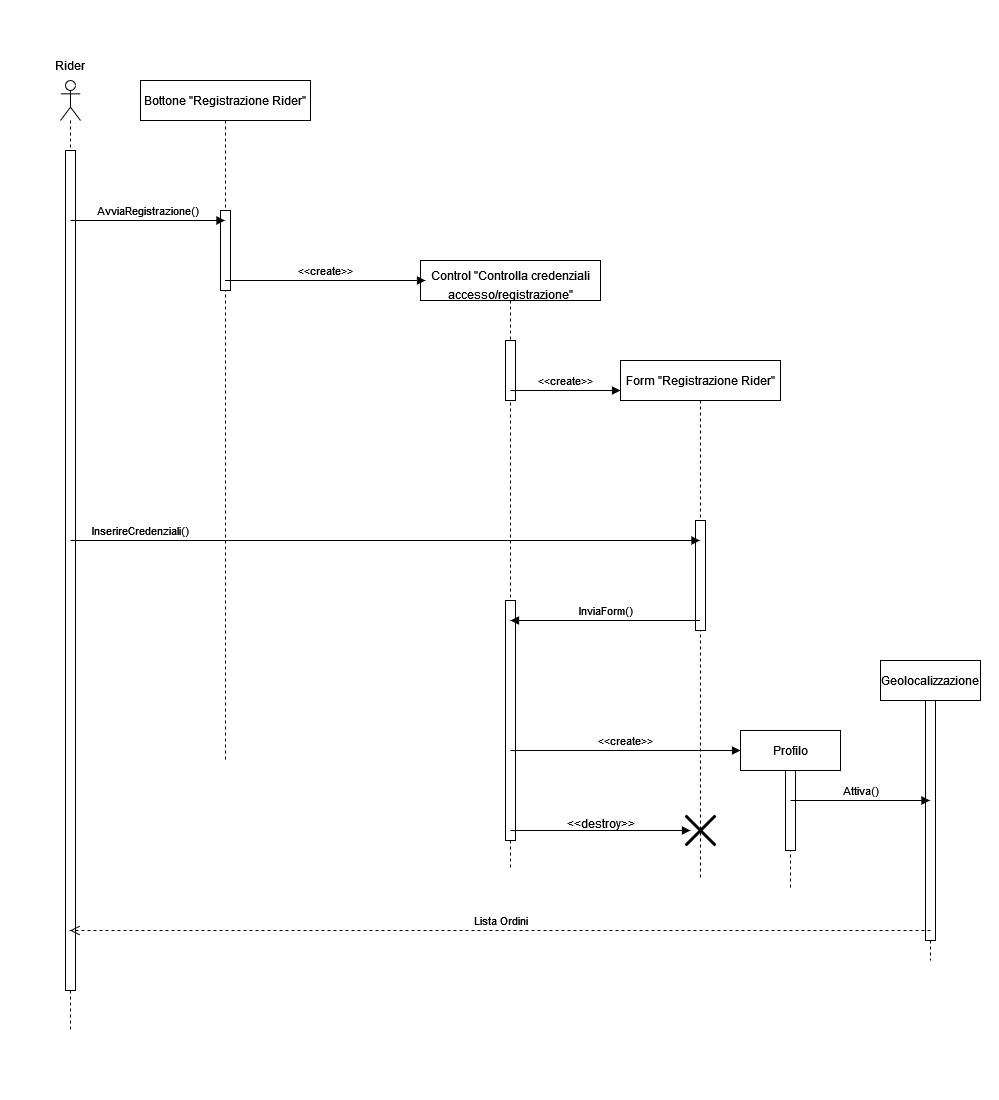 Rider
Bottone "Registrazione Rider"
AvviaRegistrazione()
<<create>>
Control "Controlla credenziali
accesso/registrazione"
<<create>>
Form "Registrazione Rider"
InserireCredenziali()
InviaForm()
Geolocalizzazione
<<create>>
Profilo
Attiva()
<<destroy>>
Lista Ordini